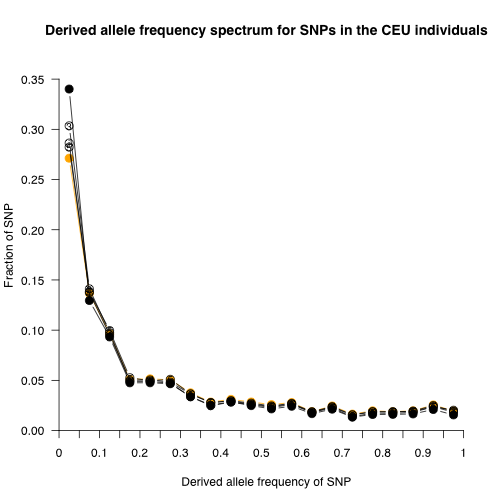 Derived allele frequency spectrum for SNPs in the CEU individuals
0.35
0.30
0.25
0.20
0.15
0.10
0.05
0.00
Fraction of SNP
0 0.1 0.2 0.3 0.4 0.5 0.6 0.7 0.8 0.9 1
Derived allele frequency of SNP